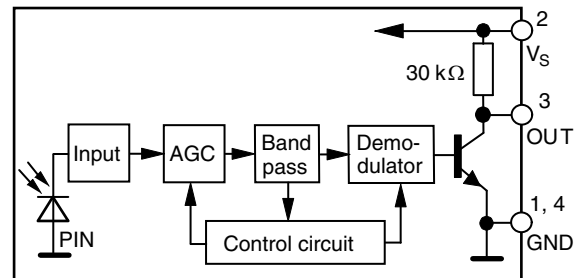 2
V_S
30 kΩ
3
OUT
Input
AGC
Band
pass
Demo-
dulator
1, 4
GND
PIN
Control circuit